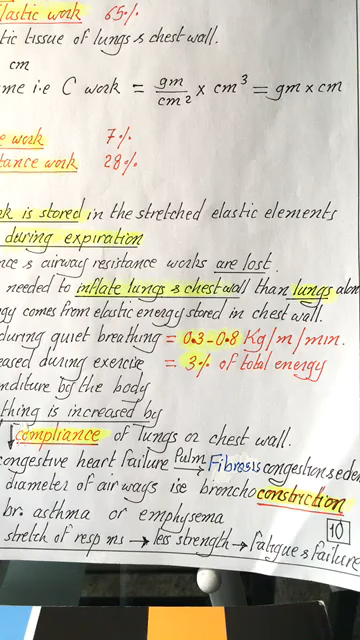 lastic work 65%
tic tissue of lungs & chest wall.
cm
me i.e C work = gm/cm² x cm³ = gm x cm
e work 7%
tance work 28%
rk is stored in the stretched elastic elements
during expiration
nce & airway resistance works are lost.
needed to inflate lungs & chest wall than lungs alon
gy comes from elastic energy stored in chest wall.
during quiet breathing = 0.3-0.8 Kg/m/min.
eased during exercise = 3% of total energy
nditure by the body
thing is increased by
↓ compliance of lungs or chest wall.
congestive heart failure Pulm → Fibrosis congestion & eden
diameter of airways i.e broncho constriction
br. asthma or emphysema
stretch of resp ms → less strength → fatigue & failure
10